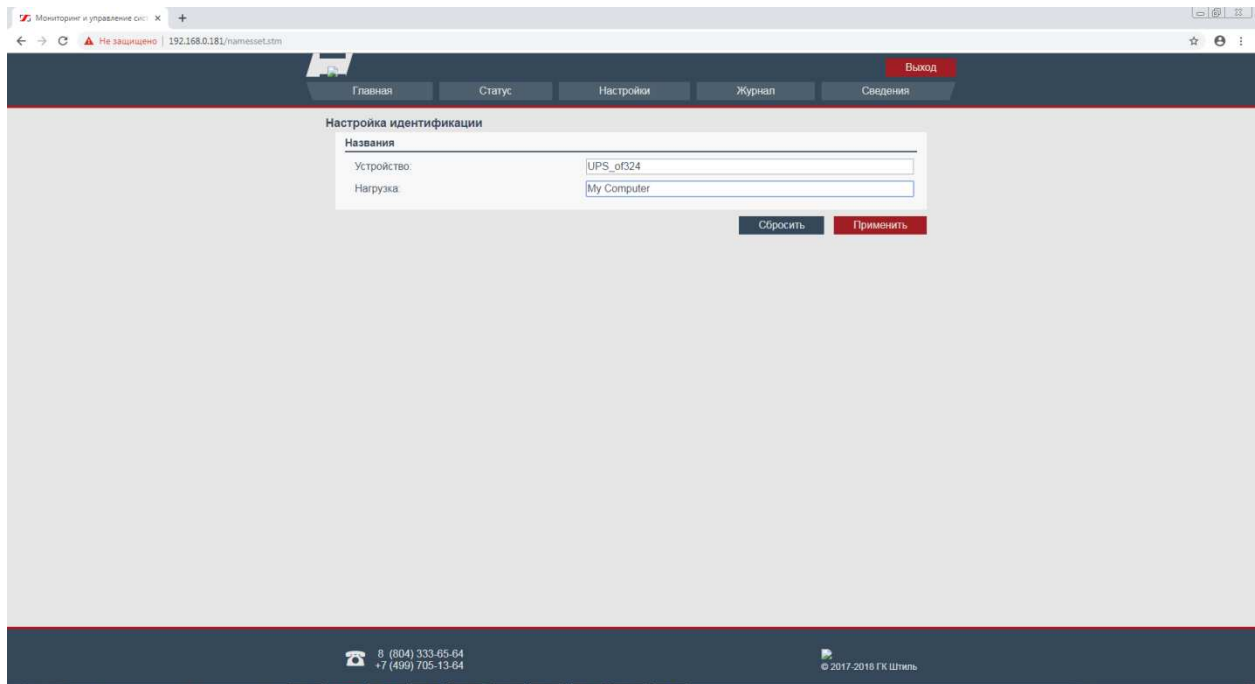 Мониторинг и управление сис
Не защищено 192.168.0.181/namesset.stm
Выход
Главная Статус Настройки Журнал Сведения
Настройка идентификации
Названия
Устройство: UPS_of324
Нагрузка: My Computer
Сбросить Применить
8 (804) 333-65-64
+7 (499) 705-13-64
© 2017-2018 ГК Штиль